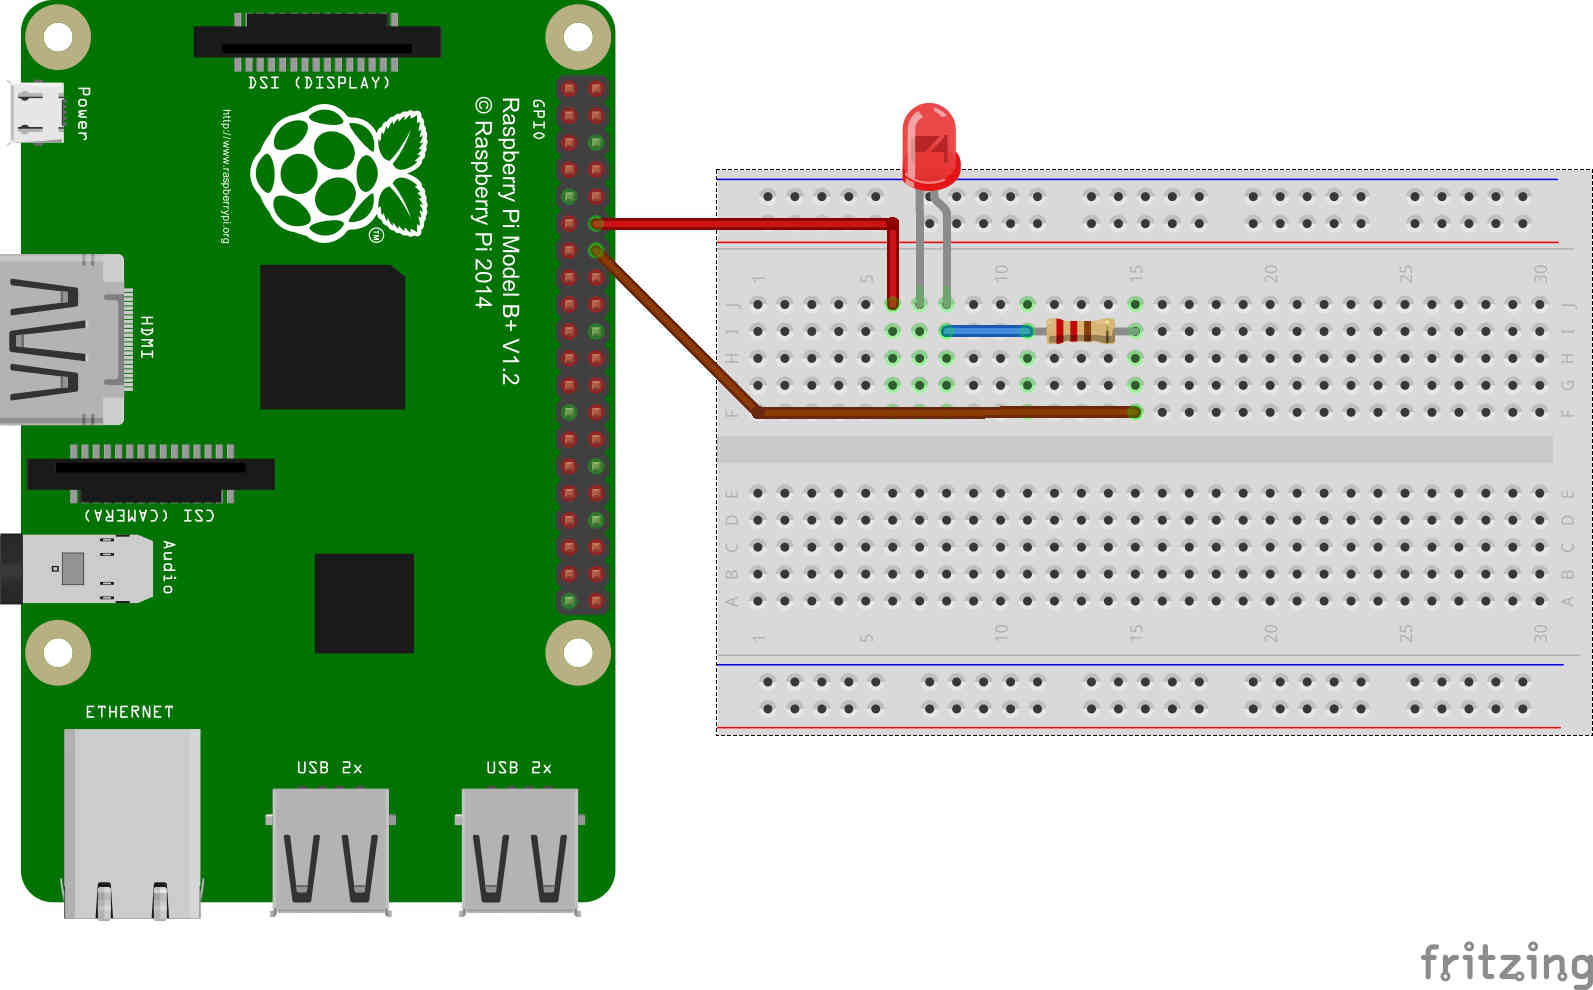 DSI (DISPLAY)
Power
http://www.raspberrypi.org
TM
GPIO
Raspberry Pi Model B+ V1.2
© Raspberry Pi 2014
HDMI
CSI (CAMERA)
Audio
ETHERNET
USB 2x
USB 2x
1 5 10 15 20 25 30
J J
I I
H H
G G
F F
E E
D D
C C
B B
A A
1 5 10 15 20 25 30
fritzing